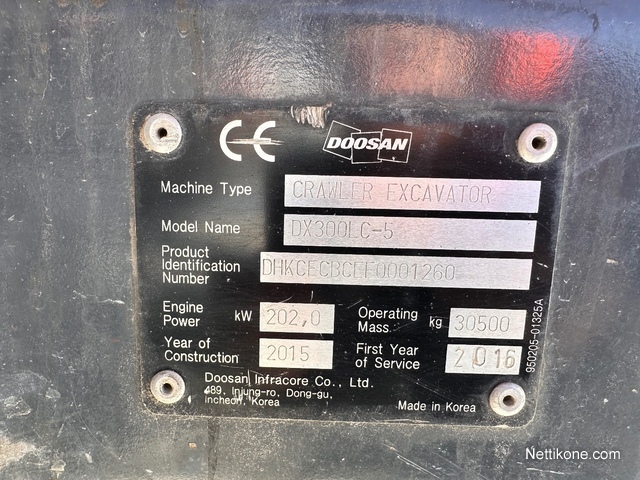 CE DOOSAN
Machine Type CRAWLER EXCAVATOR
Model Name DX300LC-5
Product
Identification
Number DHKCECBCEF0001260
Engine
Power kW 202,0 Operating
Mass kg 30500
Year of
Construction 2015 First Year
of Service 2016
Doosan Infracore Co., Ltd.
489, Injung-ro, Dong-gu,
incheon, Korea
Made in Korea
950205-01325A
Nettikone.com